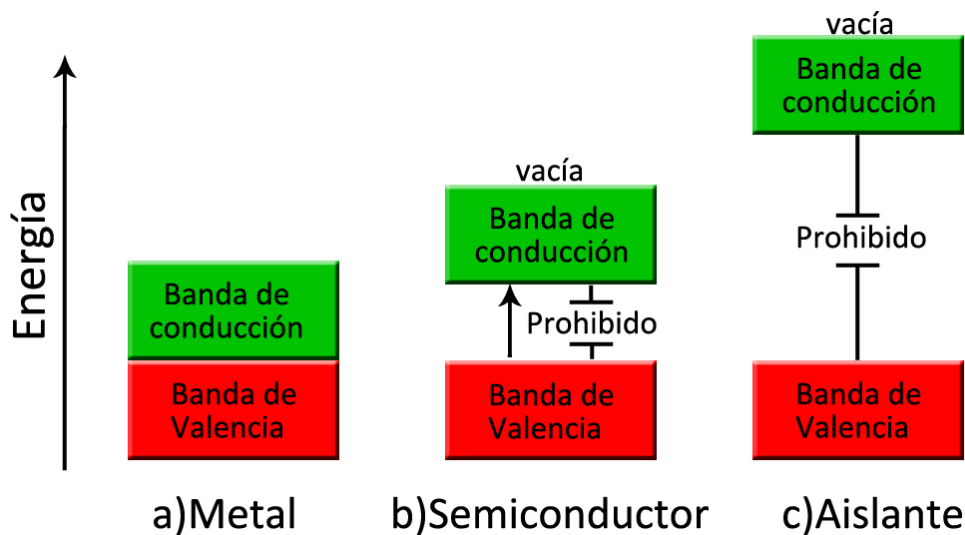 Energía
Banda de
conducción
Banda de
Valencia
a)Metal
vacía
Banda de
conducción
Prohibido
Banda de
Valencia
b)Semiconductor
vacía
Banda de
conducción
Prohibido
Banda de
Valencia
c)Aislante